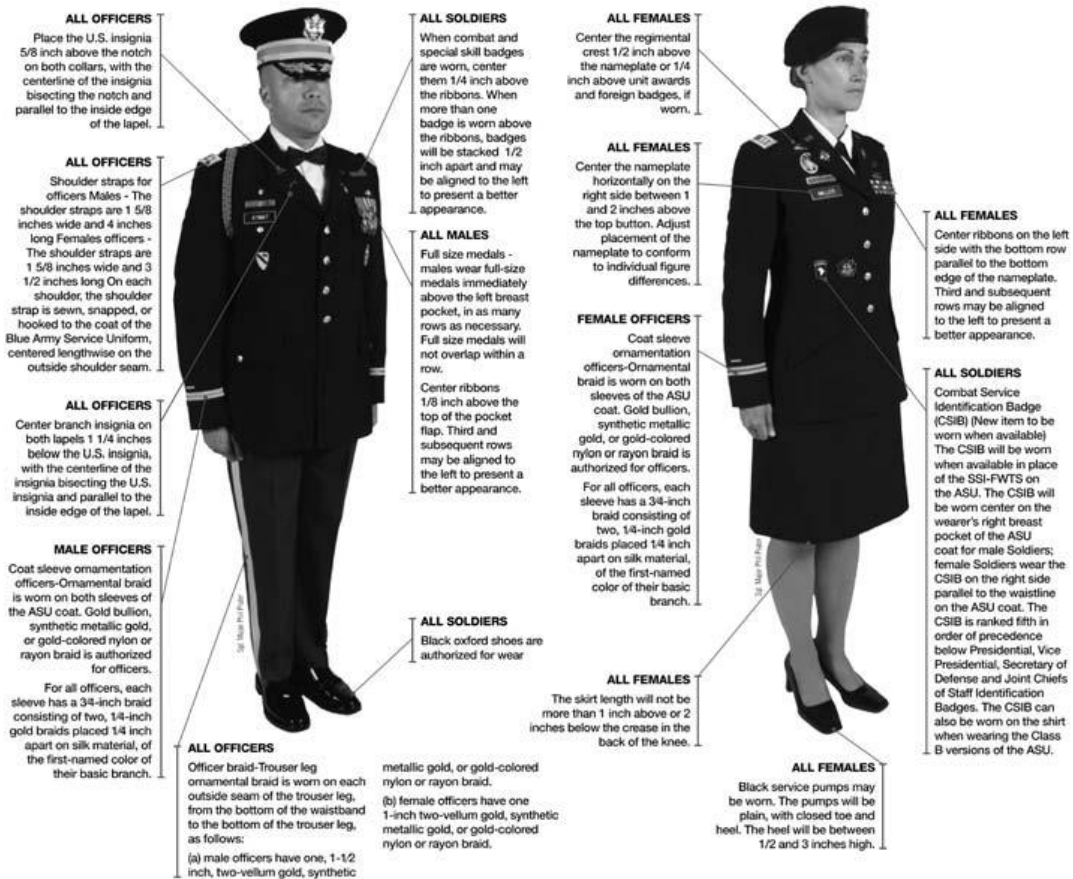 ALL OFFICERS
Place the U.S. insignia
5/8 inch above the notch
on both collars, with the
centerline of the insignia
bisecting the notch and
parallel to the inside edge
of the lapel.
ALL OFFICERS
Shoulder straps for
officers Males - The
shoulder straps are 1 5/8
inches wide and 4 inches
long Females officers -
The shoulder straps are
1 5/8 inches wide and 3
1/2 inches long On each
shoulder, the shoulder
strap is sewn, snapped, or
hooked to the coat of the
Blue Army Service Uniform,
centered lengthwise on the
outside shoulder seam.
ALL OFFICERS
Center branch insignia on
both lapels 1 1/4 inches
below the U.S. insignia,
with the centerline of the
insignia bisecting the U.S.
insignia and parallel to the
inside edge of the lapel.
MALE OFFICERS
Coat sleeve ornamentation
officers-Ornamental braid
is worn on both sleeves of
the ASU coat. Gold bullion,
synthetic metallic gold,
or gold-colored nylon or
rayon braid is authorized
for officers.
For all officers, each
sleeve has a 3⁄4-inch braid
consisting of two, 1⁄4-inch
gold braids placed 1⁄4 inch
apart on silk material, of
the first-named color of
their basic branch.
ALL SOLDIERS
When combat and
special skill badges
are worn, center
them 1/4 inch above
the ribbons. When
more than one
badge is worn above
the ribbons, badges
will be stacked 1/2
inch apart and may
be aligned to the left
to present a better
appearance.
ALL MALES
Full size medals -
males wear full-size
medals immediately
above the left breast
pocket, in as many
rows as necessary.
Full size medals will
not overlap within a
row.
Center ribbons
1/8 inch above the
top of the pocket
flap. Third and
subsequent rows
may be aligned to
the left to present a
better appearance.
ALL SOLDIERS
Black oxford shoes are
authorized for wear
ALL OFFICERS
Officer braid-Trouser leg
ornamental braid is worn on each
outside seam of the trouser leg,
from the bottom of the waistband
to the bottom of the trouser leg,
as follows:
(a) male officers have one, 1-1⁄2
inch, two-vellum gold, synthetic
metallic gold, or gold-colored
nylon or rayon braid.
(b) female officers have one
1-inch two-vellum gold, synthetic
metallic gold, or gold-colored
nylon or rayon braid.
ALL FEMALES
Center the regimental
crest 1/2 inch above
the nameplate or 1/4
inch above unit awards
and foreign badges, if
worn.
ALL FEMALES
Center the nameplate
horizontally on the
right side between 1
and 2 inches above
the top button. Adjust
placement of the
nameplate to conform
to individual figure
differences.
FEMALE OFFICERS
Coat sleeve
ornamentation
officers-Ornamental
braid is worn on both
sleeves of the ASU
coat. Gold bullion,
synthetic metallic
gold, or gold-colored
nylon or rayon braid is
authorized for officers.
For all officers, each
sleeve has a 3⁄4-inch
braid consisting of
two, 1⁄4-inch gold
braids placed 1⁄4 inch
apart on silk material,
of the first-named
color of their basic
branch.
ALL FEMALES
The skirt length will not be
more than 1 inch above or 2
inches below the crease in the
back of the knee.
ALL FEMALES
Center ribbons on the left
side with the bottom row
parallel to the bottom
edge of the nameplate.
Third and subsequent
rows may be aligned
to the left to present a
better appearance.
ALL SOLDIERS
Combat Service
Identification Badge
(CSIB) (New item to be
worn when available)
The CSIB will be worn
when available in place
of the SSI-FWTS on
the ASU. The CSIB will
be worn center on the
wearer's right breast
pocket of the ASU
coat for male Soldiers;
female Soldiers wear the
CSIB on the right side
parallel to the waistline
on the ASU coat. The
CSIB is ranked fifth in
order of precedence
below Presidential, Vice
Presidential, Secretary of
Defense and Joint Chiefs
of Staff Identification
Badges. The CSIB can
also be worn on the shirt
when wearing the Class
B versions of the ASU.
ALL FEMALES
Black service pumps may
be worn. The pumps will be
plain, with closed toe and
heel. The heel will be between
1/2 and 3 inches high.